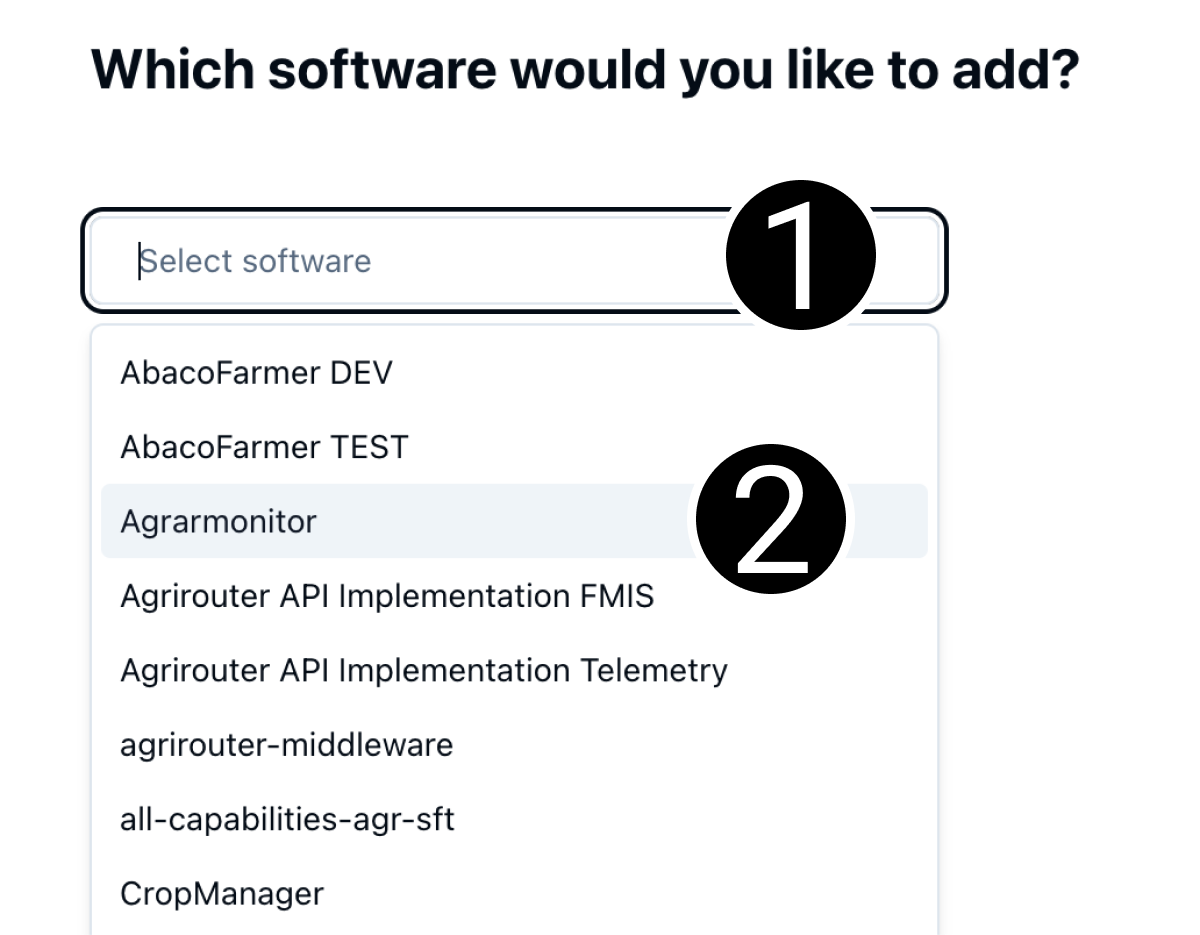 Which software would you like to add?
Select software
1
AbacoFarmer DEV
AbacoFarmer TEST
Agrarmonitor
2
Agrirouter API Implementation FMIS
Agrirouter API Implementation Telemetry
agrirouter-middleware
all-capabilities-agr-sft
CropManager